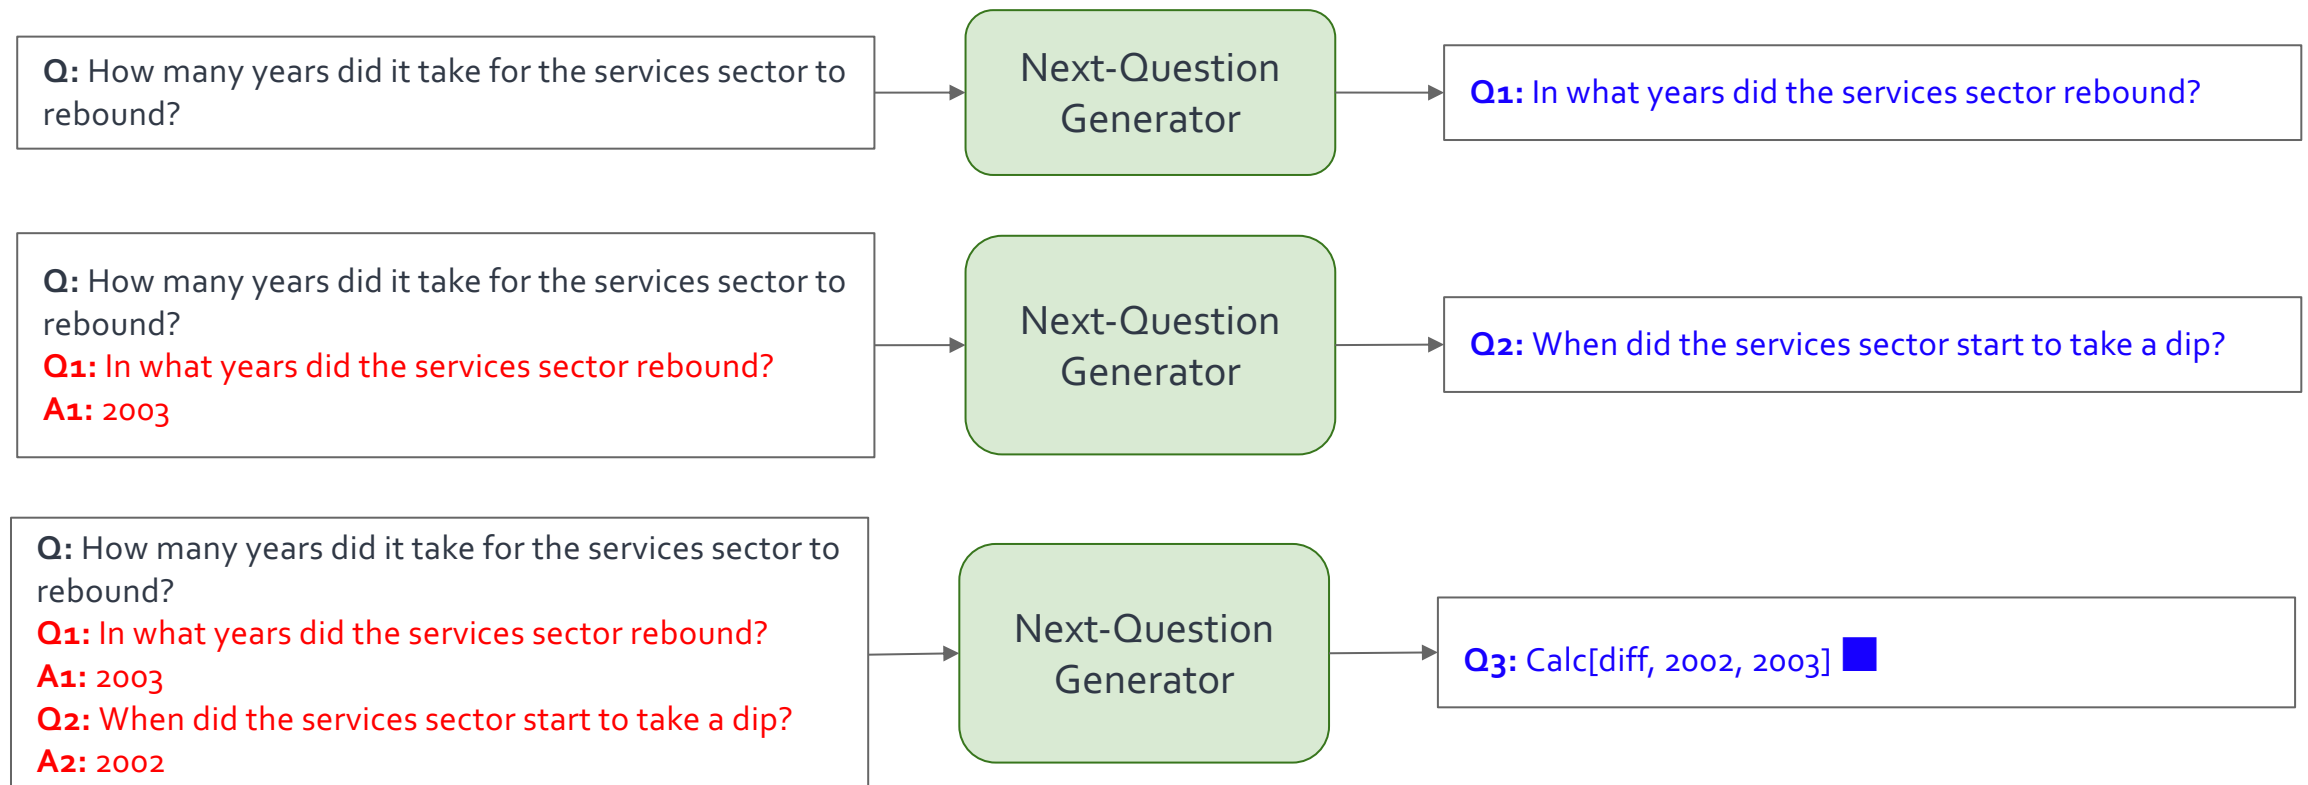 Q: How many years did it take for the services sector to
rebound?
Next-Question
Generator
Q1: In what years did the services sector rebound?
Q: How many years did it take for the services sector to
rebound?
Q1: In what years did the services sector rebound?
A1: 2003
Next-Question
Generator
Q2: When did the services sector start to take a dip?
Q: How many years did it take for the services sector to
rebound?
Q1: In what years did the services sector rebound?
A1: 2003
Q2: When did the services sector start to take a dip?
A2: 2002
Next-Question
Generator
Q3: Calc[diff, 2002, 2003]